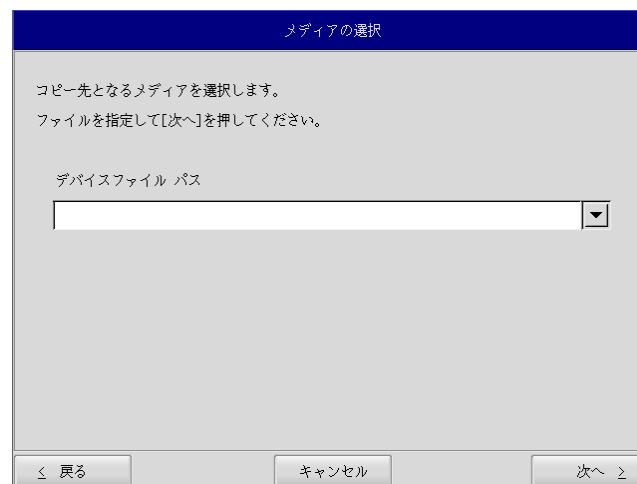 メディアの選択
コピー先となるメディアを選択します。
ファイルを指定して[次へ]を押してください。
デバイスファイル パス
< 戻る
キャンセル
次へ >